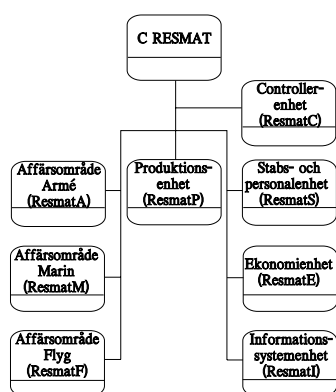 C RESMAT
Controller-
enhet
(ResmatC)
Affärsområde
Armé
(ResmatA)
Produktions-
enhet
(ResmatP)
Stabs- och
personalenhet
(ResmatS)
Affärsområde
Marin
(ResmatM)
Ekonomienhet
(ResmatE)
Affärsområde
Flyg
(ResmatF)
Informations-
systemenhet
(ResmatI)